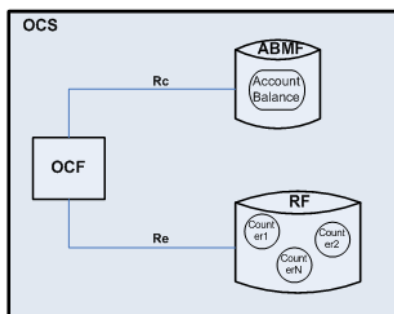 OCS
ABMF
Account
Balance
Rc
OCF
RF
Count
er1
Count
er2
Count
erN
Re